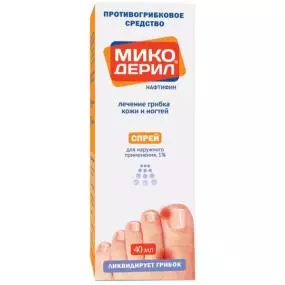 ПРОТИВОГРИБКОВОЕ
СРЕДСТВО
МИКО
ДЕРИЛ®
НАФТИФИН
лечение грибка
кожи и ногтей
СПРЕЙ
для наружного
применения, 1%
40 мл
ЛИКВИДИРУЕТ ГРИБОК